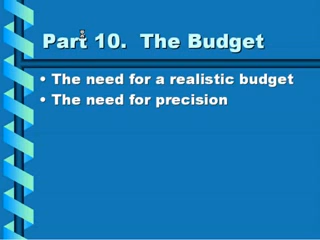 Part 10.  The Budget
• The need for a realistic budget
• The need for precision